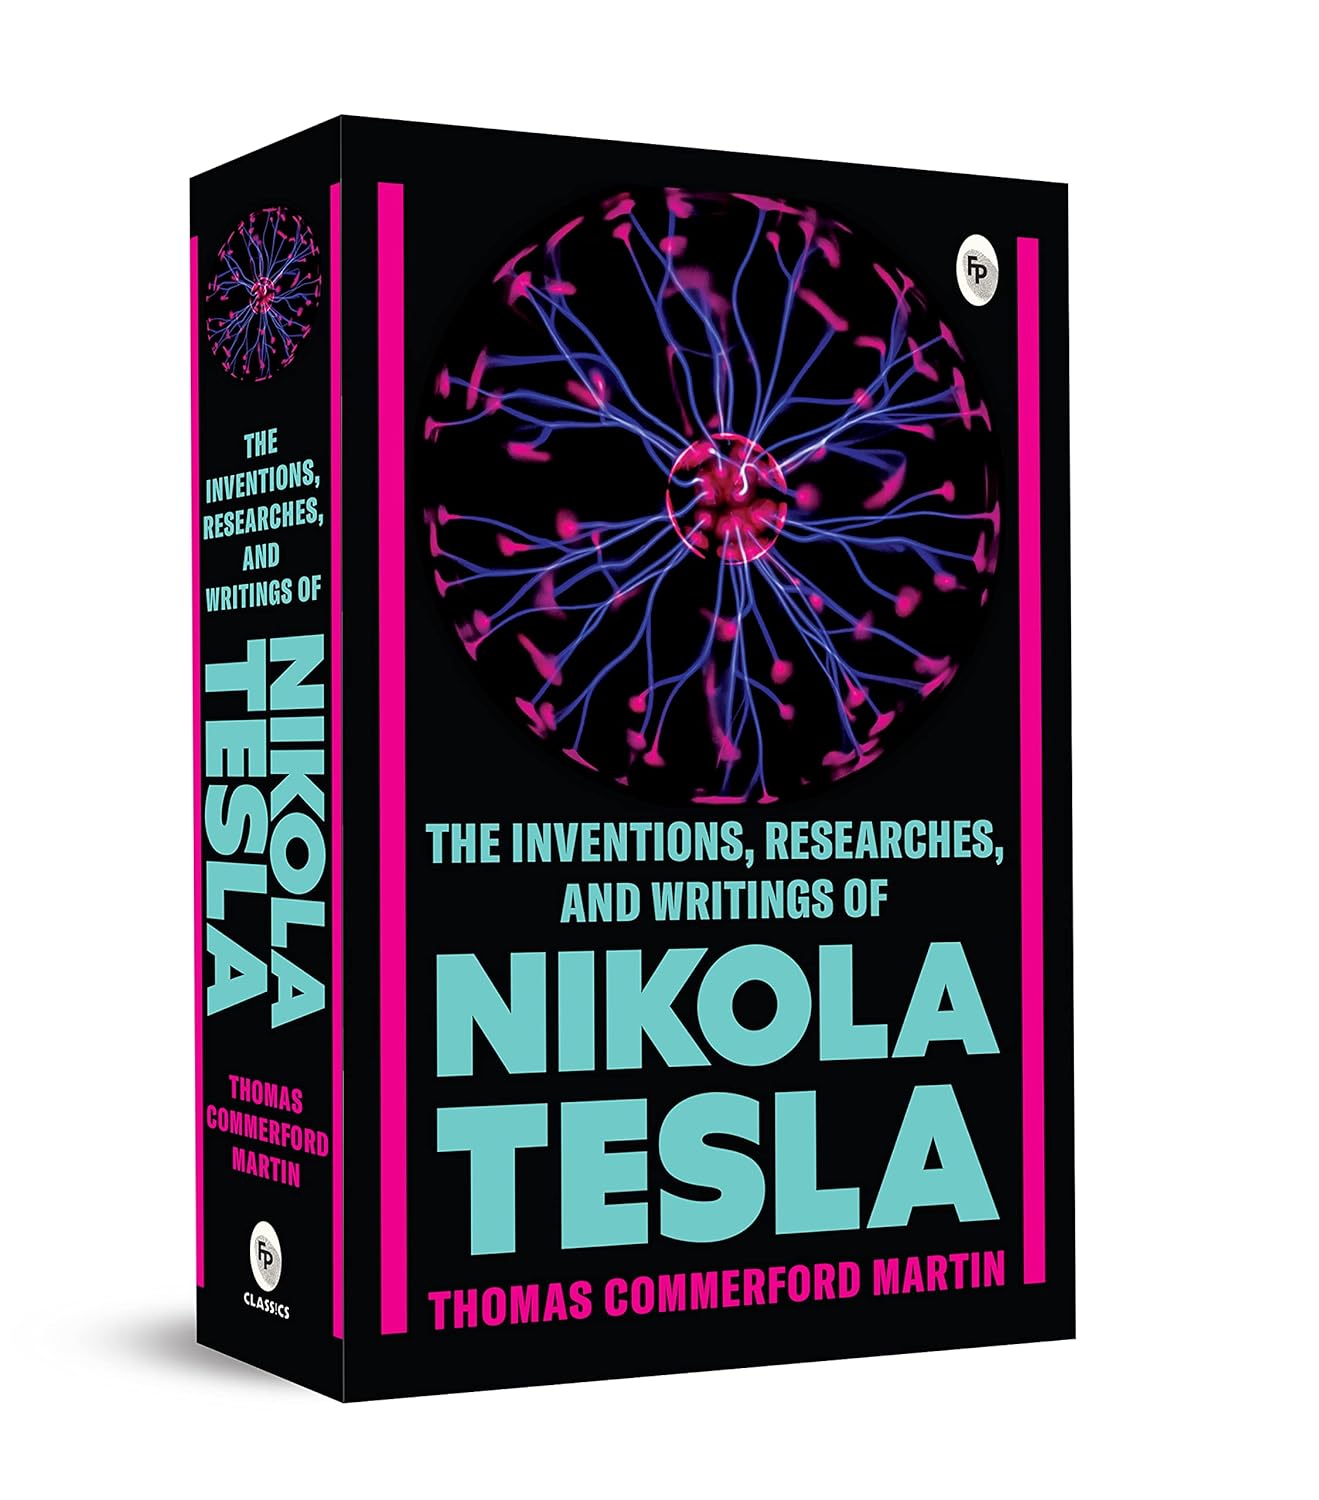 THE
INVENTIONS,
RESEARCHES,
AND
WRITINGS OF
NIKOLA
TESLA
THOMAS
COMMERFORD
MARTIN
FP
CLASSICS
FP
THE INVENTIONS, RESEARCHES,
AND WRITINGS OF
NIKOLA
TESLA
THOMAS COMMERFORD MARTIN